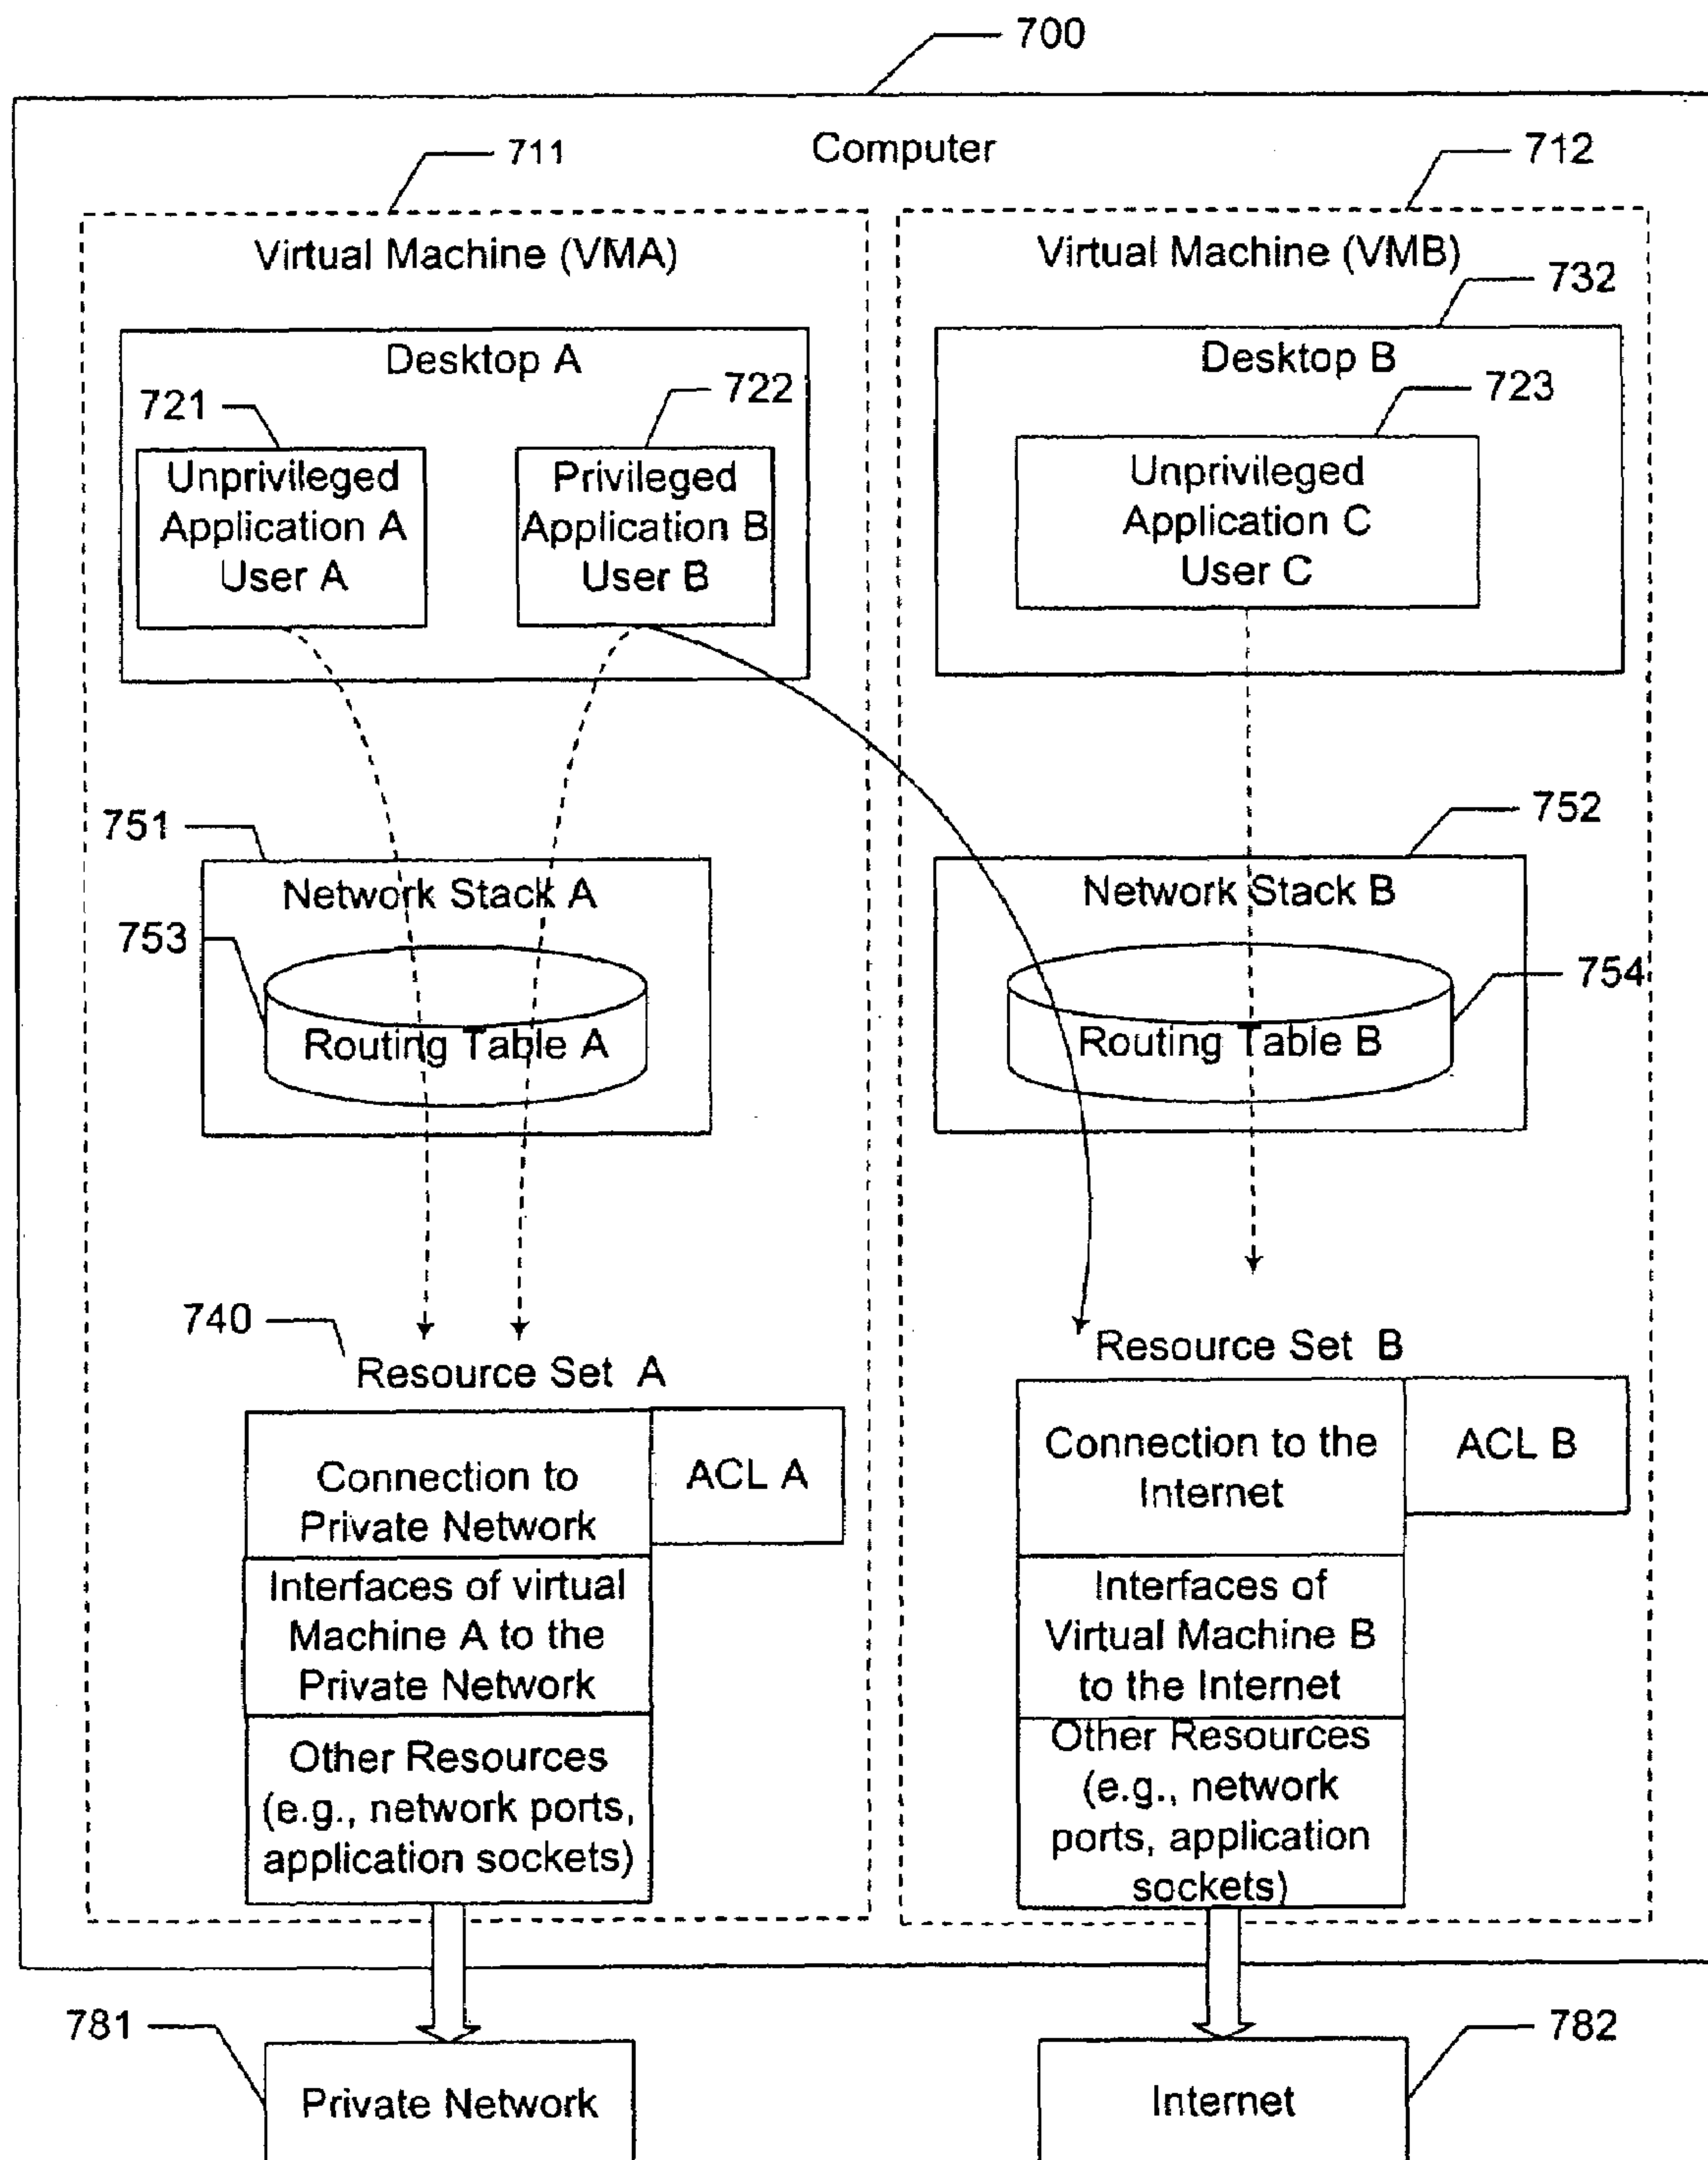 700
Computer
711
712
Virtual Machine (VMA)
Desktop A
721
722
Unprivileged
Application A
User A
Privileged
Application B
User B
751
Network Stack A
753
Routing Table A
740
Resource Set A
Connection to
Private Network
ACL A
Interfaces of virtual
Machine A to the
Private Network
Other Resources
(e.g., network ports,
application sockets)
781
Private Network
Virtual Machine (VMB)
732
Desktop B
723
Unprivileged
Application C
User C
752
Network Stack B
754
Routing Table B
Resource Set B
Connection to the
Internet
ACL B
Interfaces of
Virtual Machine B
to the Internet
Other Resources
(e.g., network
ports, application
sockets)
782
Internet